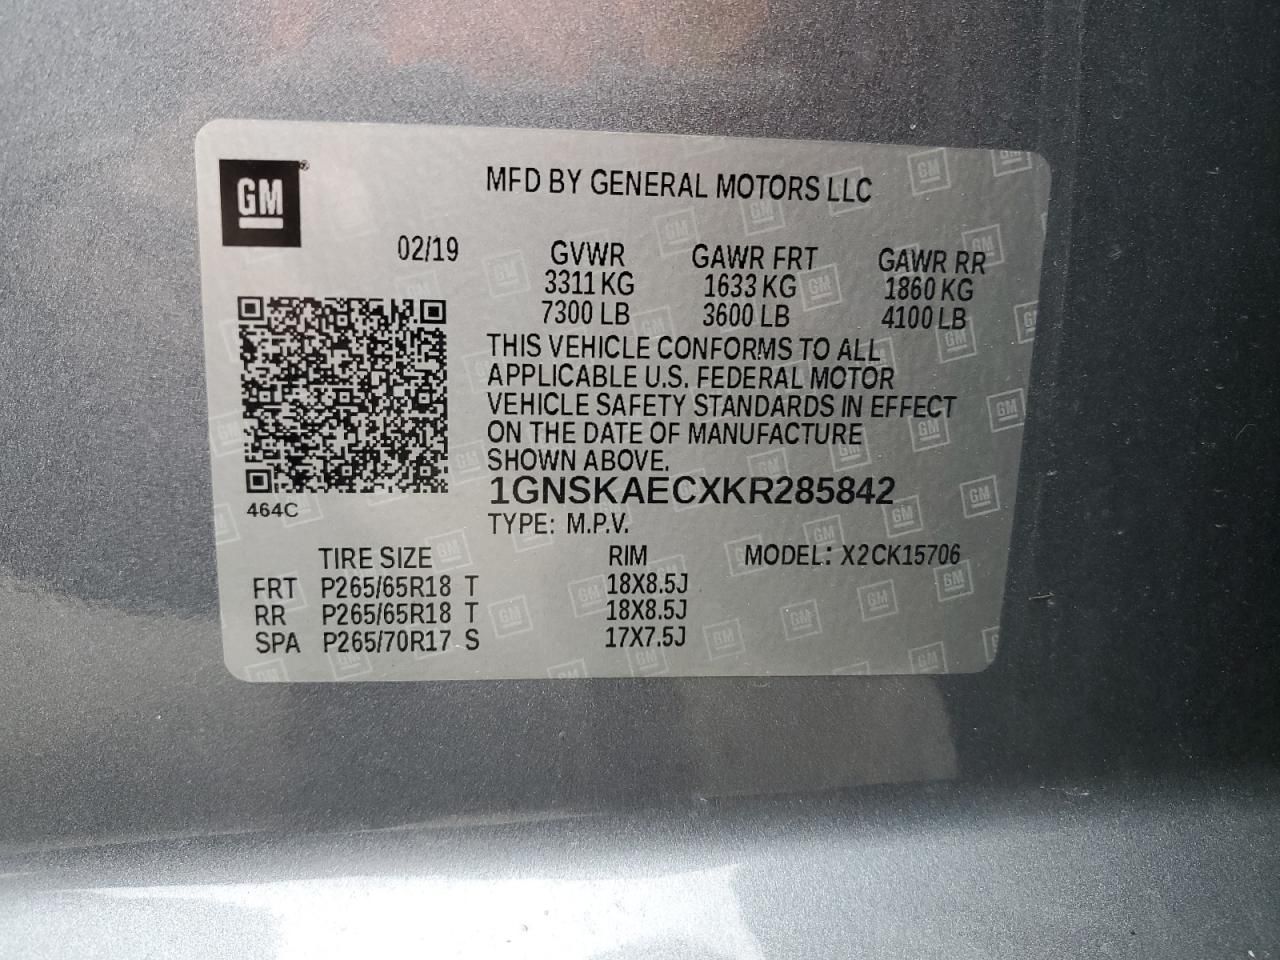 GM
MFD BY GENERAL MOTORS LLC
02/19 GVWR GAWR FRT GAWR RR
3311 KG 1633 KG 1860 KG
7300 LB 3600 LB 4100 LB
THIS VEHICLE CONFORMS TO ALL
APPLICABLE U.S. FEDERAL MOTOR
VEHICLE SAFETY STANDARDS IN EFFECT
ON THE DATE OF MANUFACTURE
SHOWN ABOVE.
1GNSKAECXKR285842
464C
TYPE: M.P.V.
TIRE SIZE RIM MODEL: X2CK15706
FRT P265/65R18 T 18X8.5J
RR P265/65R18 T 18X8.5J
SPA P265/70R17 S 17X7.5J